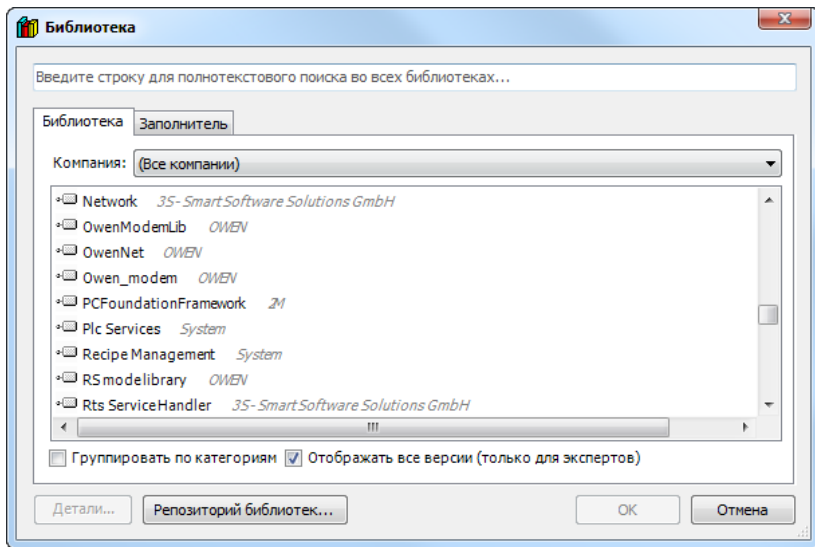 Библиотека
Введите строку для полнотекстового поиска во всех библиотеках...
Библиотека Заполнитель
Компания: (Все компании)
Network 3S-Smart Software Solutions GmbH
OwenModemLib OWEN
OwenNet OWEN
Owen_modem OWEN
PCFoundationFramework 2M
Plc Services System
Recipe Management System
RSmodelibrary OWEN
Rts ServiceHandler 3S-Smart Software Solutions GmbH
Группировать по категориям Отображать все версии (только для экспертов)
Детали... Репозиторий библиотек... OK Отмена